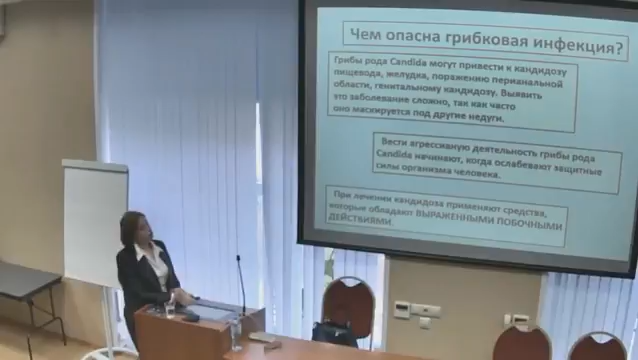 Чем опасна грибковая инфекция?
Грибы рода Candida могут привести к кандидозу
пищевода, желудка, поражению перианальной
области, генитальному кандидозу. Выявить
это заболевание сложно, так как часто
оно маскируется под другие недуги.
Вести агрессивную деятельность грибы рода
Candida начинают, когда ослабевают защитные
силы организма человека.
При лечении кандидоза применяют средства,
которые обладают ВЫРАЖЕННЫМИ ПОБОЧНЫМИ
ДЕЙСТВИЯМИ.